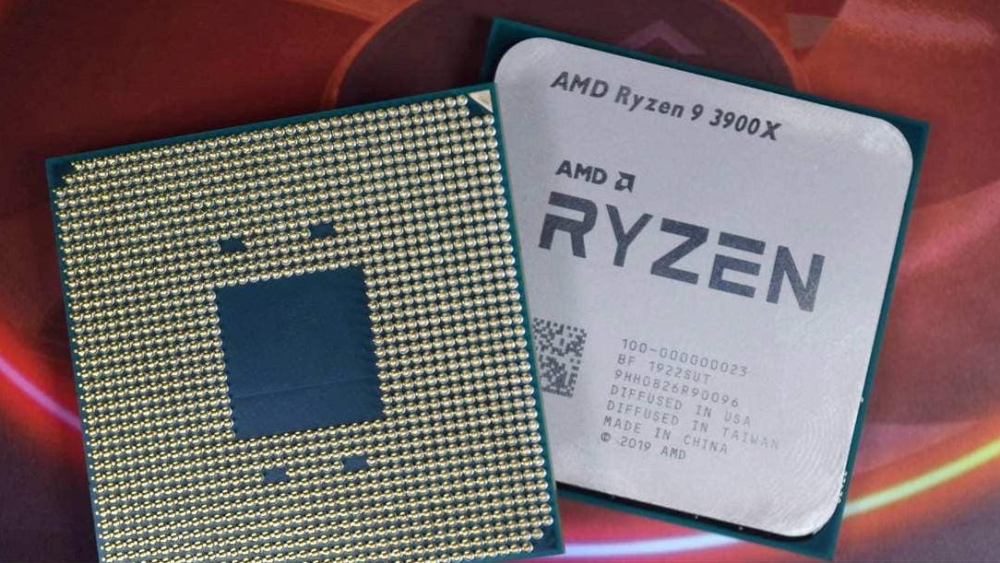 AMD Ryzen 9 3900X
AMD
RYZEN
100-000000023
BF 1922SUT
9HH0826R90096
DIFFUSED IN USA
DIFFUSED IN TAIWAN
MADE IN CHINA
© 2019 AMD